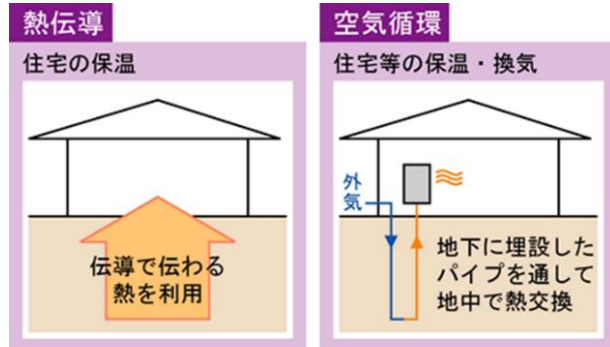 熱伝導
住宅の保温
伝導で伝わる
熱を利用
空気循環
住宅等の保温・換気
外
気
地下に埋設した
パイプを通して
地中で熱交換